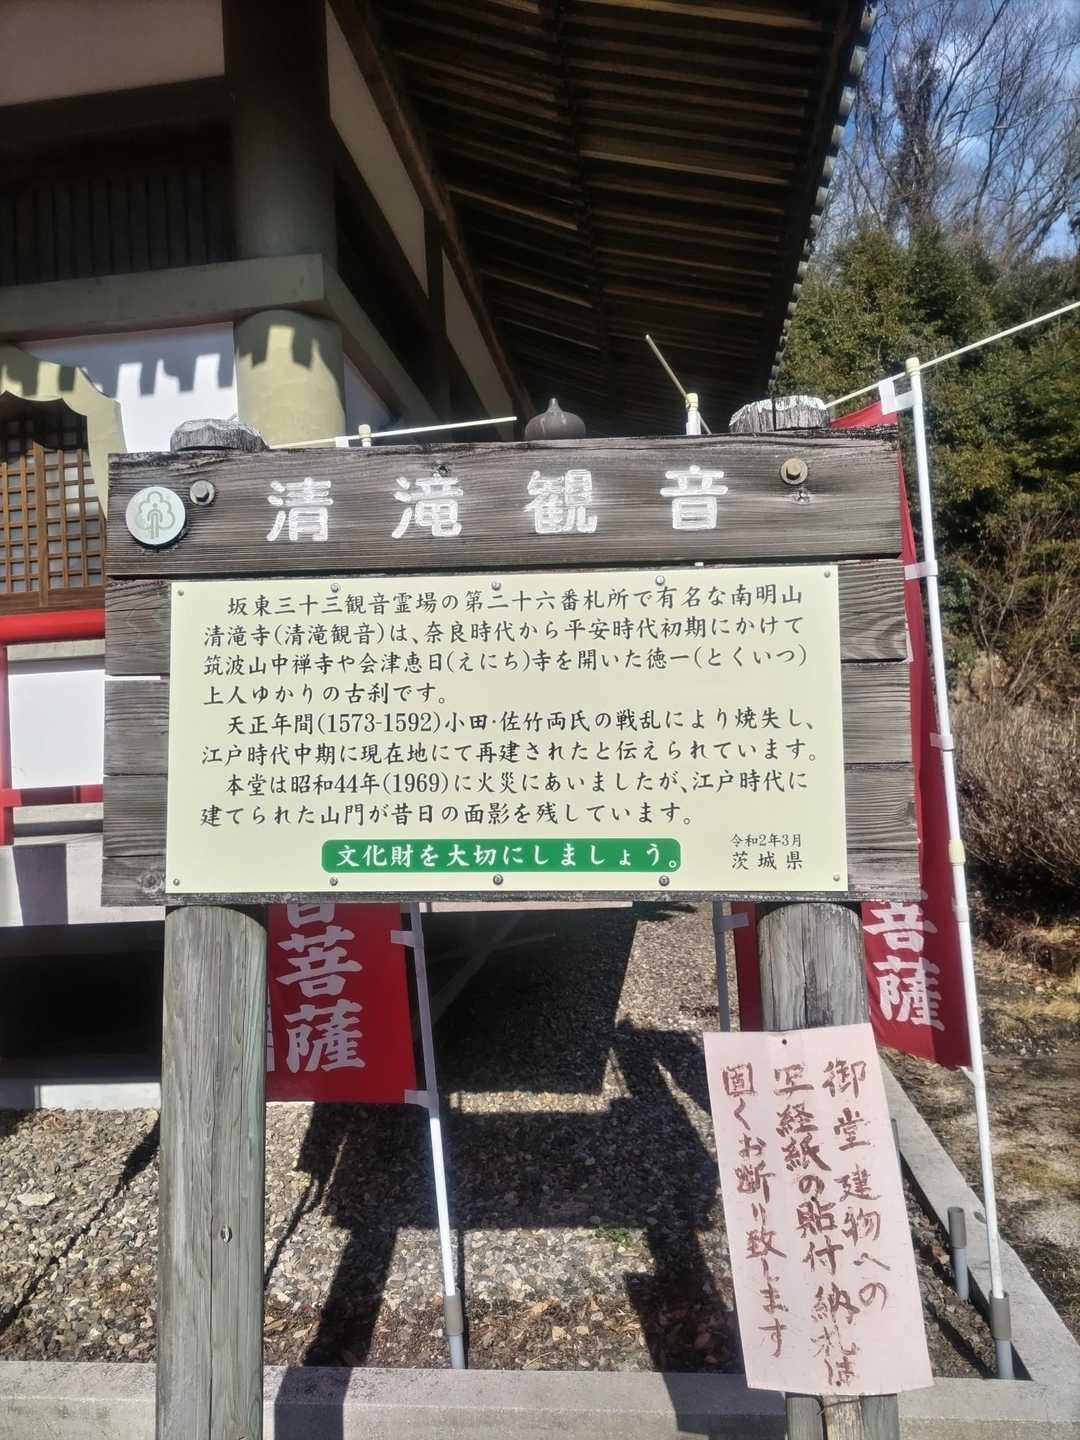 清滝観音
坂東三十三観音霊場の第二十六番札所で有名な南明山
清滝寺(清滝観音)は、奈良時代から平安時代初期にかけて
筑波山中禅寺や会津恵日(えにち)寺を開いた徳一(とくいつ)
上人ゆかりの古刹です。
天正年間(1573-1592)小田・佐竹両氏の戦乱により焼失し、
江戸時代中期に現在地にて再建されたと伝えられています。
本堂は昭和44年(1969)に火災にあいましたが、江戸時代に
建てられた山門が昔日の面影を残しています。
文化財を大切にしましょう。
令和2年3月
茨城県
音菩薩
菩薩
御堂建物への
写経紙の貼付納札は
固くお断り致します